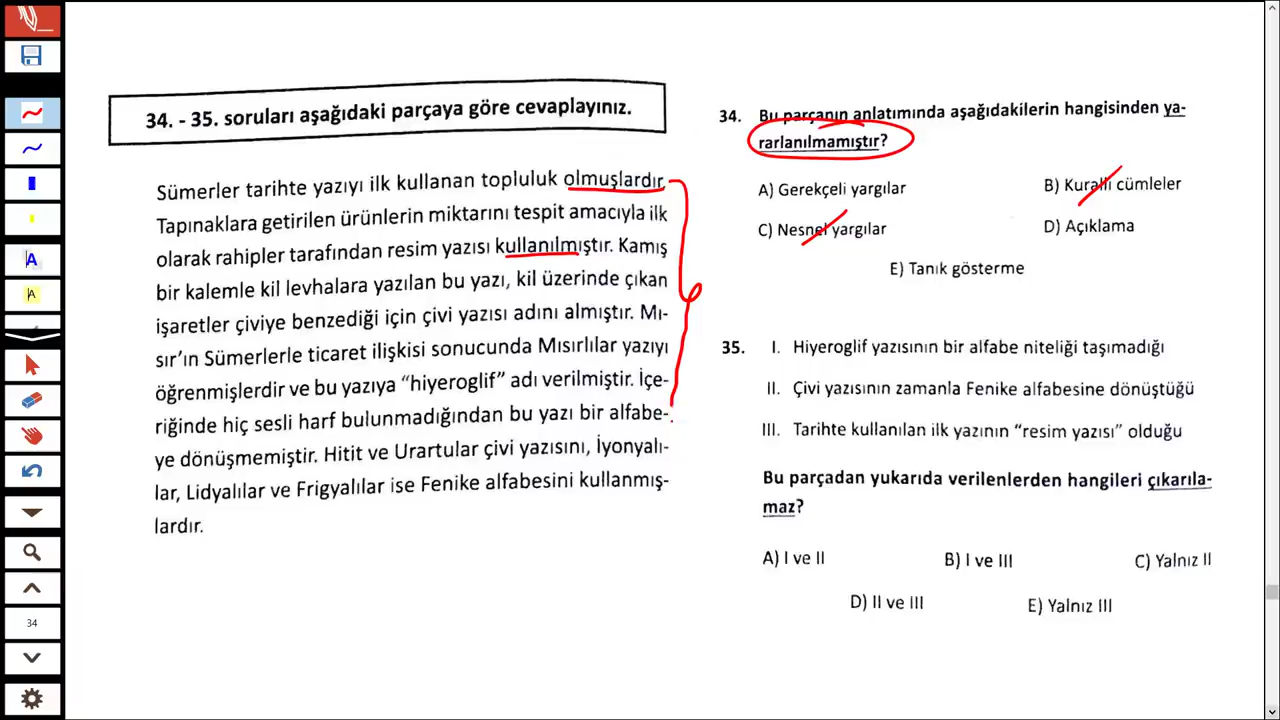 34. - 35. soruları aşağıdaki parçaya göre cevaplayınız.
Sümerler tarihte yazıyı ilk kullanan topluluk olmuşlardır.
Tapınaklara getirilen ürünlerin miktarını tespit amacıyla ilk
olarak rahipler tarafından resim yazısı kullanılmıştır. Kamış
bir kalemle kil levhalara yazılan bu yazı, kil üzerinde çıkan
işaretler çiviye benzediği için çivi yazısı adını almıştır. Mı-
sır’ın Sümerlerle ticaret ilişkisi sonucunda Mısırlılar yazıyı
öğrenmişlerdir ve bu yazıya “hiyeroglif” adı verilmiştir. İçe-
riğinde hiç sesli harf bulunmadığından bu yazı bir alfabe-
ye dönüşmemiştir. Hitit ve Urartular çivi yazısını, İyonyalı-
lar, Lidyalılar ve Frigyalılar ise Fenike alfabesini kullanmış-
lardır.
34. Bu parçanın anlatımında aşağıdakilerin hangisinden ya-
rarlanılmamıştır?
A) Gerekçeli yargılar
B) Kurallı cümleler
C) Nesnel yargılar
D) Açıklama
E) Tanık gösterme
35. I. Hiyeroglif yazısının bir alfabe niteliği taşımadığı
II. Çivi yazısının zamanla Fenike alfabesine dönüştüğü
III. Tarihte kullanılan ilk yazının “resim yazısı” olduğu
Bu parçadan yukarıda verilenlerden hangileri çıkarıla-
maz?
A) I ve II
B) I ve III
C) Yalnız II
D) II ve III
E) Yalnız III
A
A
34